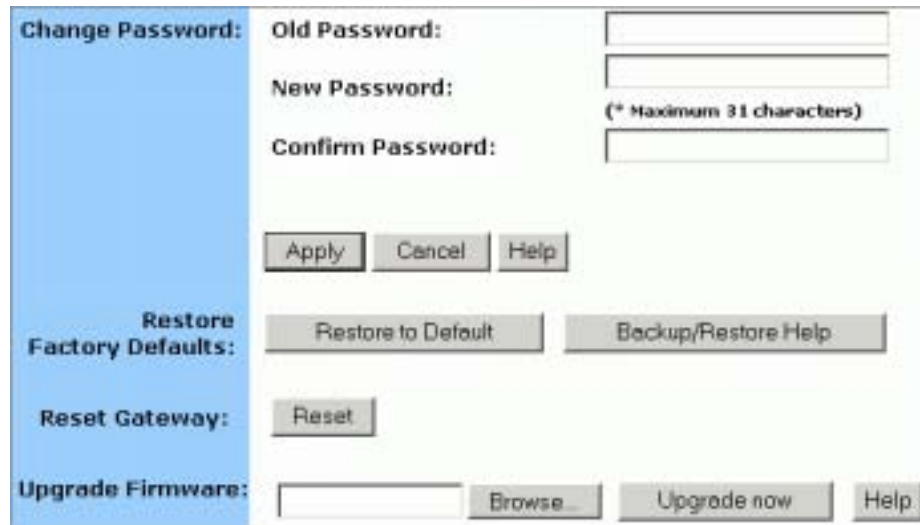 Change Password: Old Password:
New Password:
(* Maximum 31 characters)
Confirm Password:
Apply Cancel Help
Restore
Factory Defaults: Restore to Default Backup/Restore Help
Reset Gateway: Reset
Upgrade Firmware: Browse... Upgrade now Help